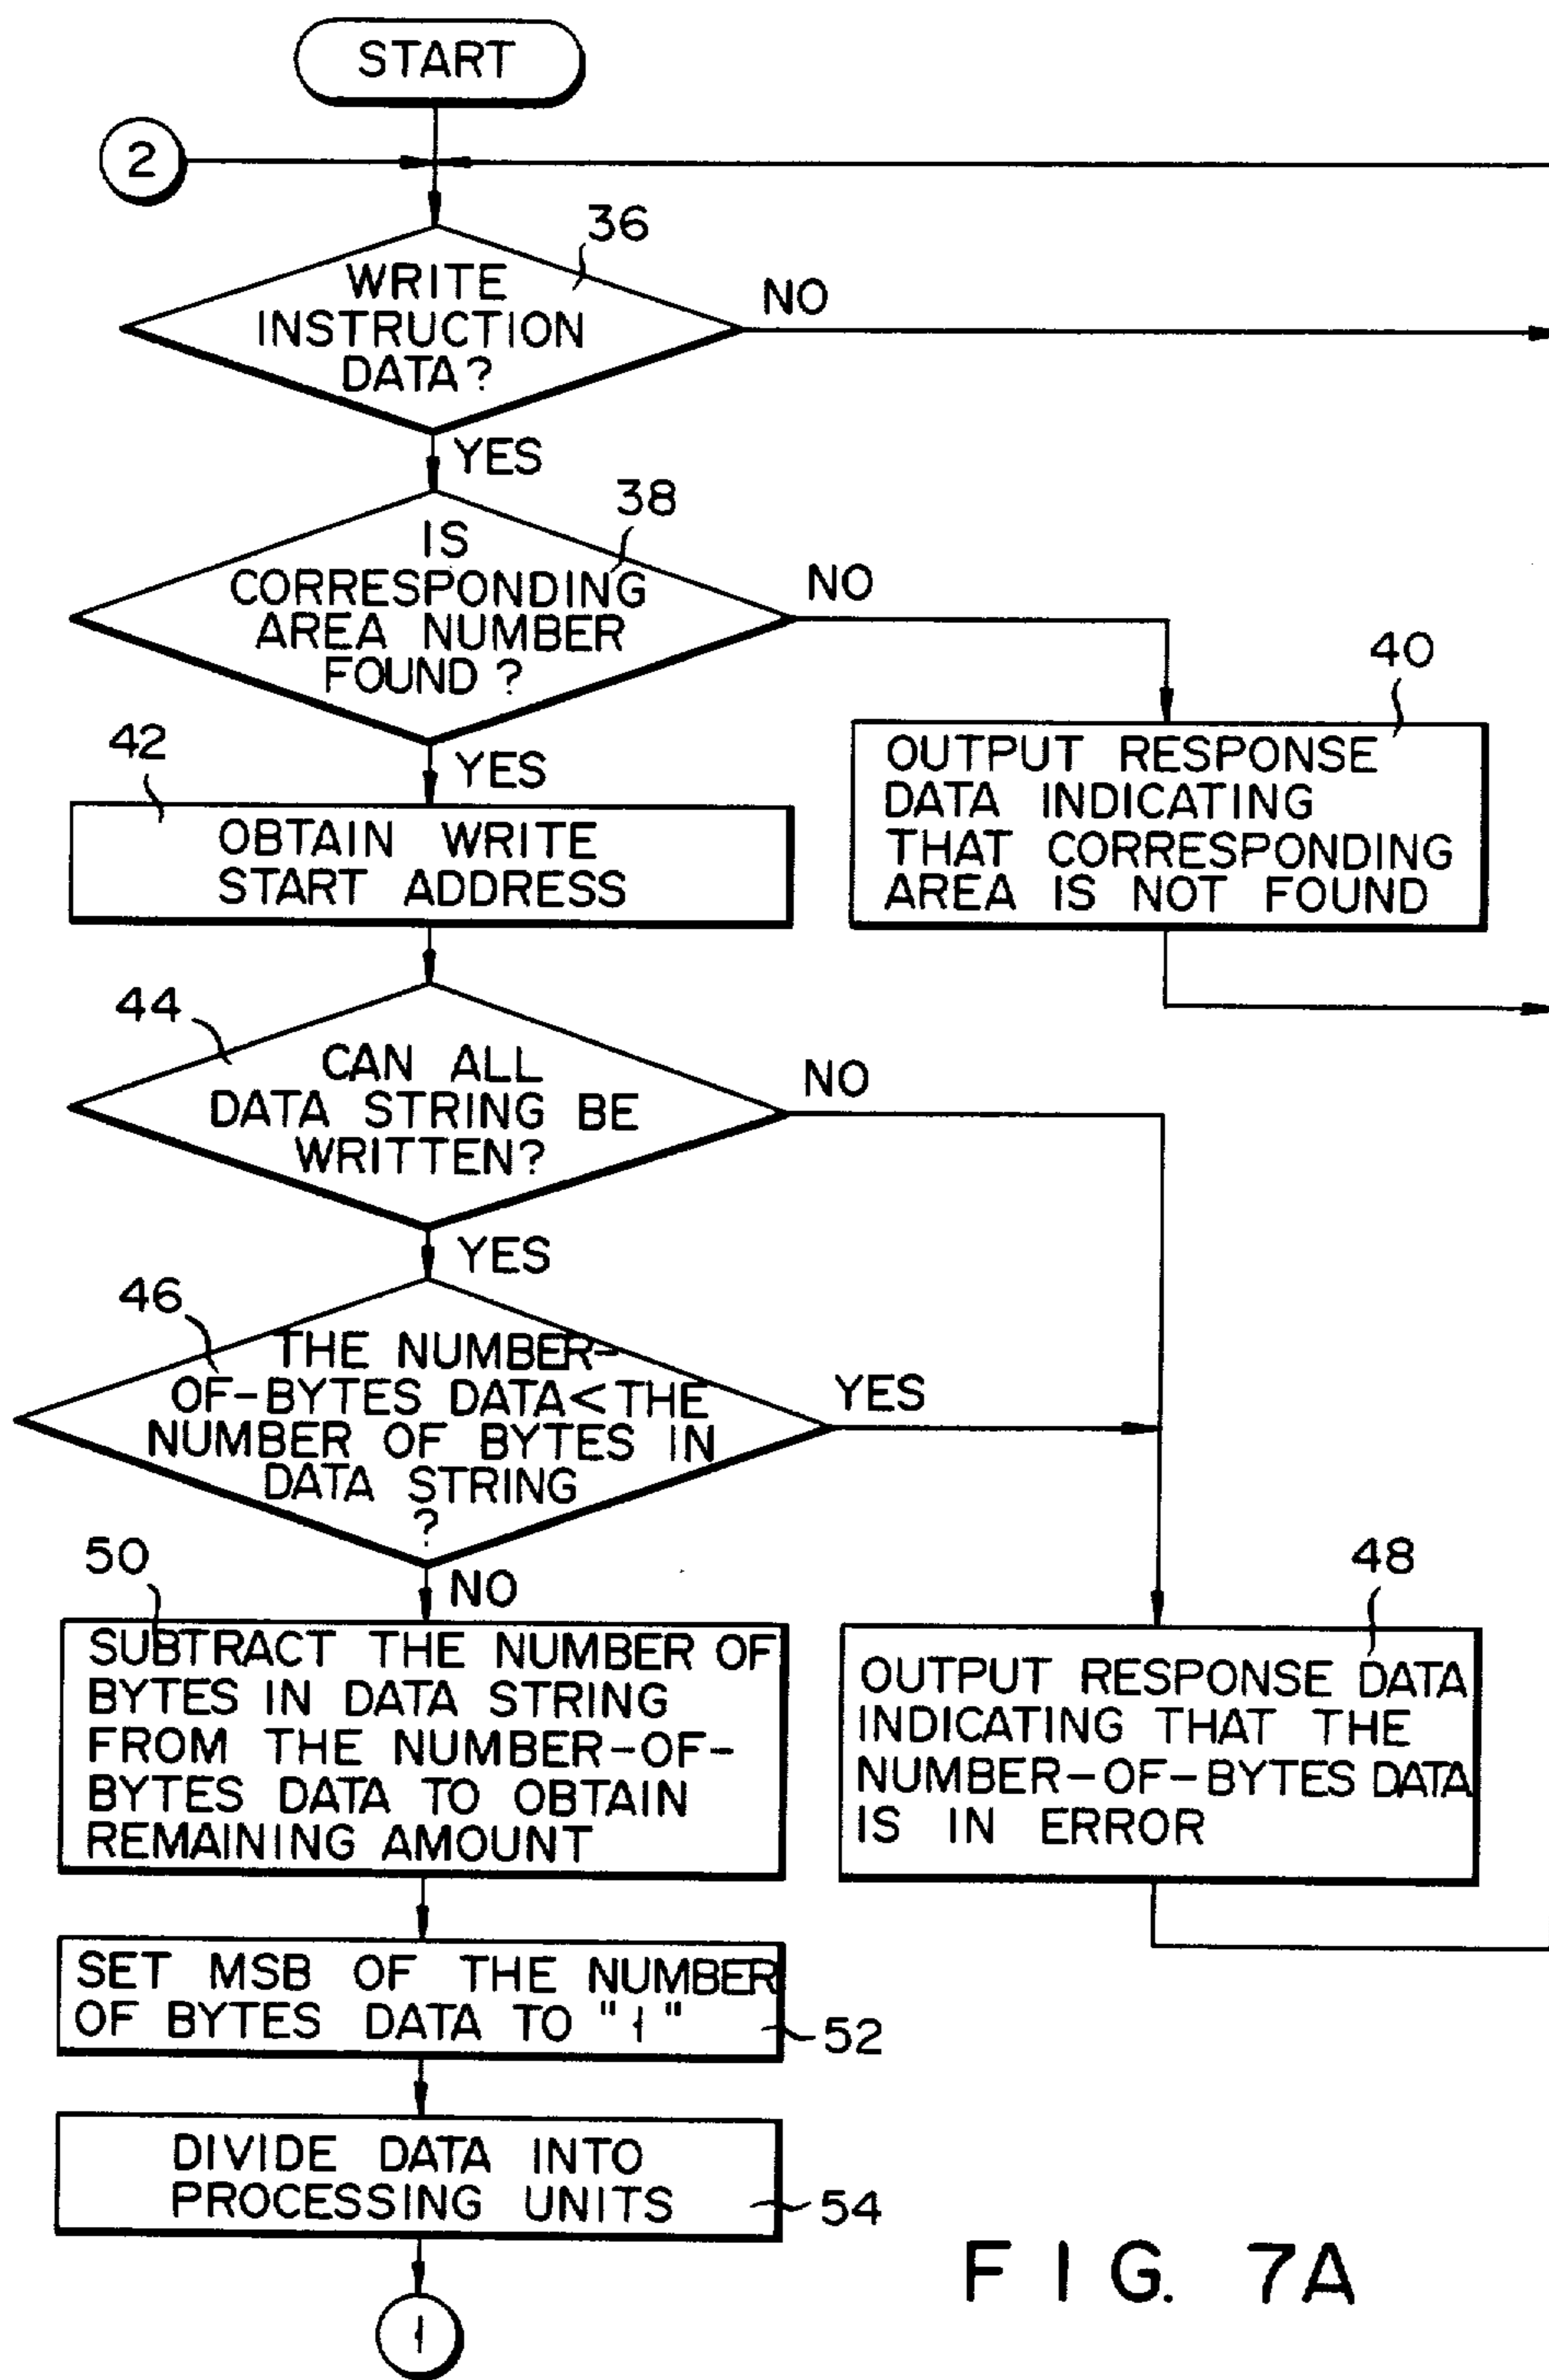 START
2
36
WRITE
INSTRUCTION
DATA?
NO
YES
38
IS
CORRESPONDING
AREA NUMBER
FOUND?
NO
40
YES
42
OUTPUT RESPONSE
DATA INDICATING
THAT CORRESPONDING
AREA IS NOT FOUND
OBTAIN WRITE
START ADDRESS
44
CAN ALL
DATA STRING BE
WRITTEN?
NO
YES
46
THE NUMBER-
OF-BYTES DATA<THE
NUMBER OF BYTES IN
DATA STRING
?
YES
50
NO
48
SUBTRACT THE NUMBER OF
BYTES IN DATA STRING
FROM THE NUMBER-OF-
BYTES DATA TO OBTAIN
REMAINING AMOUNT
OUTPUT RESPONSE DATA
INDICATING THAT THE
NUMBER-OF-BYTES DATA
IS IN ERROR
SET MSB OF THE NUMBER
OF BYTES DATA TO "1"
52
DIVIDE DATA INTO
PROCESSING UNITS
54
1
FIG. 7A